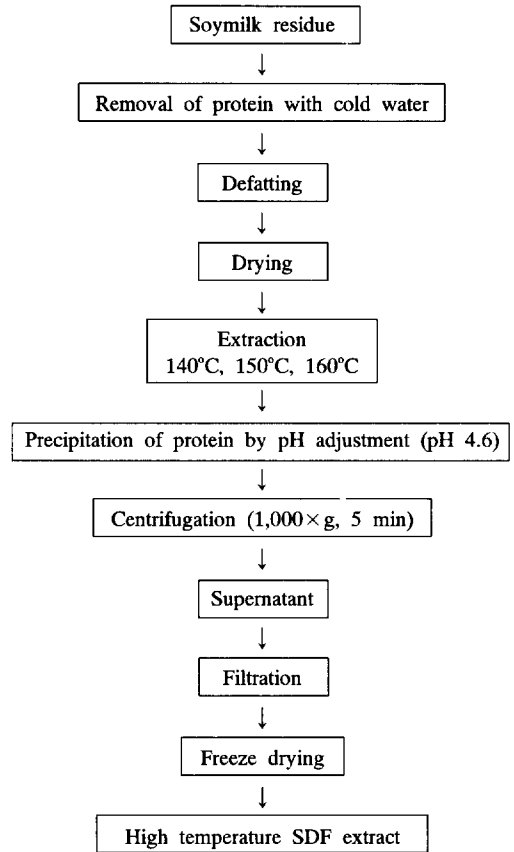 Soymilk residue
↓
Removal of protein with cold water
↓
Defatting
↓
Drying
↓
Extraction
140°C, 150°C, 160°C
↓
Precipitation of protein by pH adjustment (pH 4.6)
↓
Centrifugation (1,000×g, 5 min)
↓
Supernatant
↓
Filtration
↓
Freeze drying
↓
High temperature SDF extract